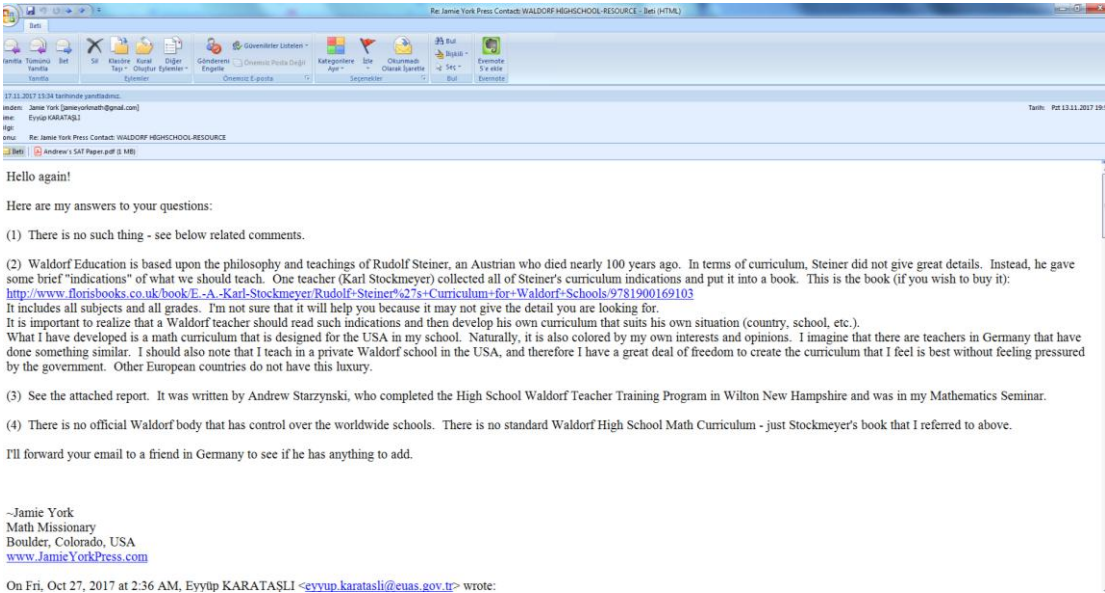 Re: Jamie York Press Contact: WALDORF HIGHSCHOOL-RESOURCE - İleti (HTML)
İleti
Yanıtla Tümünü Yanıtla İlet Sil Klasöre Taşı Kural Oluştur Diğer Eylemler Göndereni Engelle Güvenilirler Listeleri Önemsiz Posta Değil Kategorilere Ayır İzle Okunmadı Olarak İşaretle Bul İlişkili Seç Evernote 5'e ekle
Yanıtla Eylemler Önemsiz E-posta Seçenekler Bul Evernote
17.11.2017 15:34 tarihinde yanıtladınız.
Jamie York [jamieyorkmath@gmail.com] Tarih: Pzt 13.11.2017
Eyyüp KARATAŞLI
Re: Jamie York Press Contact: WALDORF HIGHSCHOOL-RESOURCE
İleti Andrew's SAT Paper.pdf (1 MB)
Hello again!
Here are my answers to your questions:
(1) There is no such thing - see below related comments.
(2) Waldorf Education is based upon the philosophy and teachings of Rudolf Steiner, an Austrian who died nearly 100 years ago. In terms of curriculum, Steiner did not give great details. Instead, he gave
some brief "indications" of what we should teach. One teacher (Karl Stockmeyer) collected all of Steiner's curriculum indications and put it into a book. This is the book (if you wish to buy it):
http://www.florisbooks.co.uk/book/E.-A.-Karl-Stockmeyer/Rudolf+Steiner%27s+Curriculum+for+Waldorf+Schools/9781900169103
It includes all subjects and all grades. I'm not sure that it will help you because it may not give the detail you are looking for.
It is important to realize that a Waldorf teacher should read such indications and then develop his own curriculum that suits his own situation (country, school, etc.).
What I have developed is a math curriculum that is designed for the USA in my school. Naturally, it is also colored by my own interests and opinions. I imagine that there are teachers in Germany that have
done something similar. I should also note that I teach in a private Waldorf school in the USA, and therefore I have a great deal of freedom to create the curriculum that I feel is best without feeling pressured
by the government. Other European countries do not have this luxury.
(3) See the attached report. It was written by Andrew Starzynski, who completed the High School Waldorf Teacher Training Program in Wilton New Hampshire and was in my Mathematics Seminar.
(4) There is no official Waldorf body that has control over the worldwide schools. There is no standard Waldorf High School Math Curriculum - just Stockmeyer's book that I referred to above.
I'll forward your email to a friend in Germany to see if he has anything to add.
~Jamie York
Math Missionary
Boulder, Colorado, USA
www.JamieYorkPress.com
On Fri, Oct 27, 2017 at 2:36 AM, Eyyüp KARATAŞLI <eyyup.karatasli@euas.gov.tr> wrote: